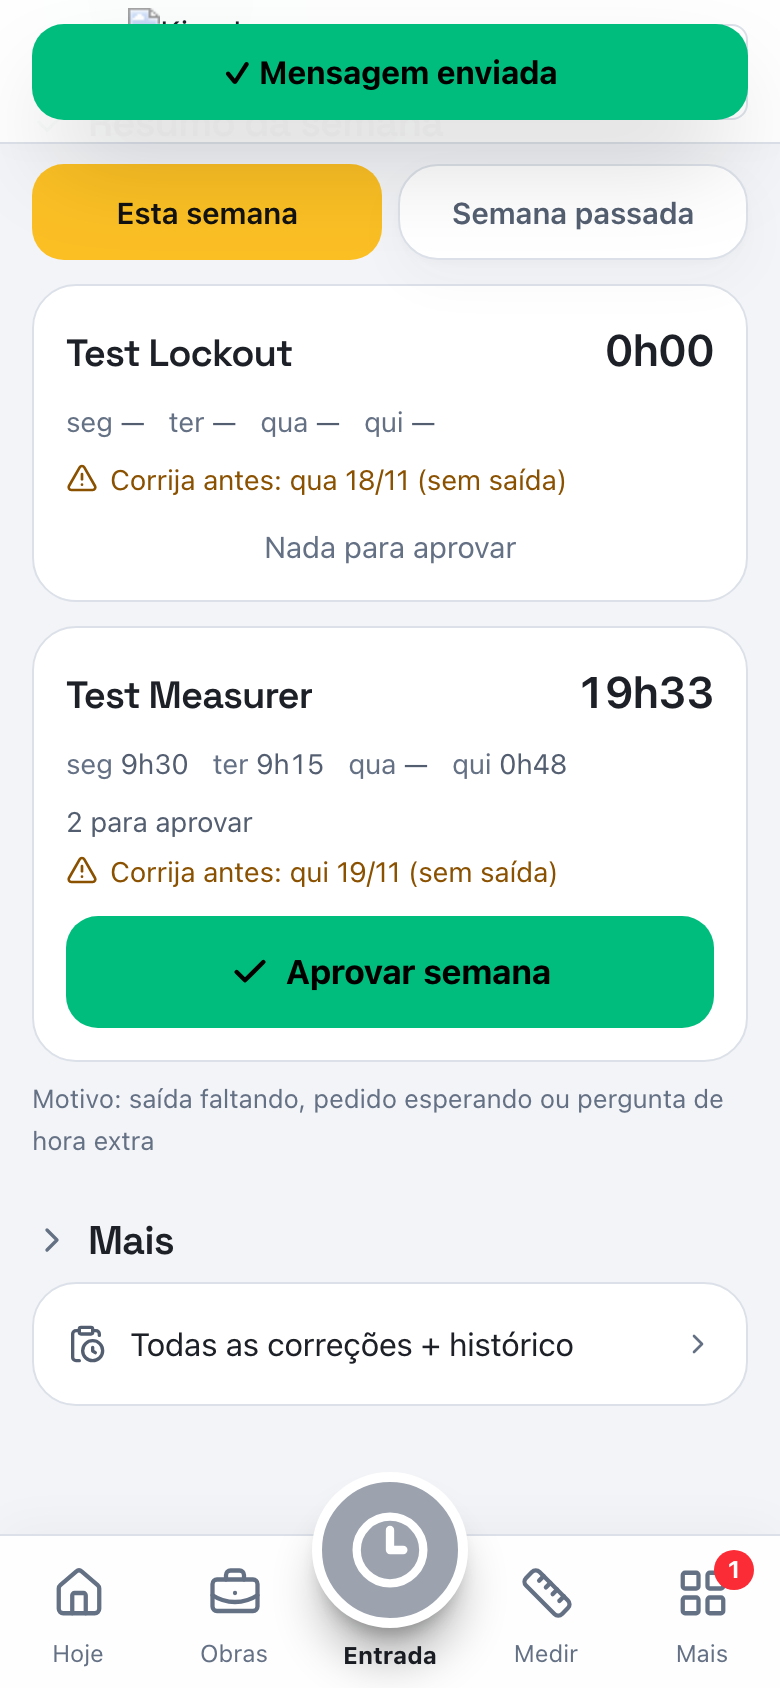 ✓ Mensagem enviada
Resumo da semana
Esta semana
Semana passada
Test Lockout
0h00
seg — ter — qua — qui —
Corrija antes: qua 18/11 (sem saída)
Nada para aprovar
Test Measurer
19h33
seg 9h30 ter 9h15 qua — qui 0h48
2 para aprovar
Corrija antes: qui 19/11 (sem saída)
Aprovar semana
Motivo: saída faltando, pedido esperando ou pergunta de
hora extra
Mais
Todas as correções + histórico
1
Hoje
Obras
Entrada
Medir
Mais